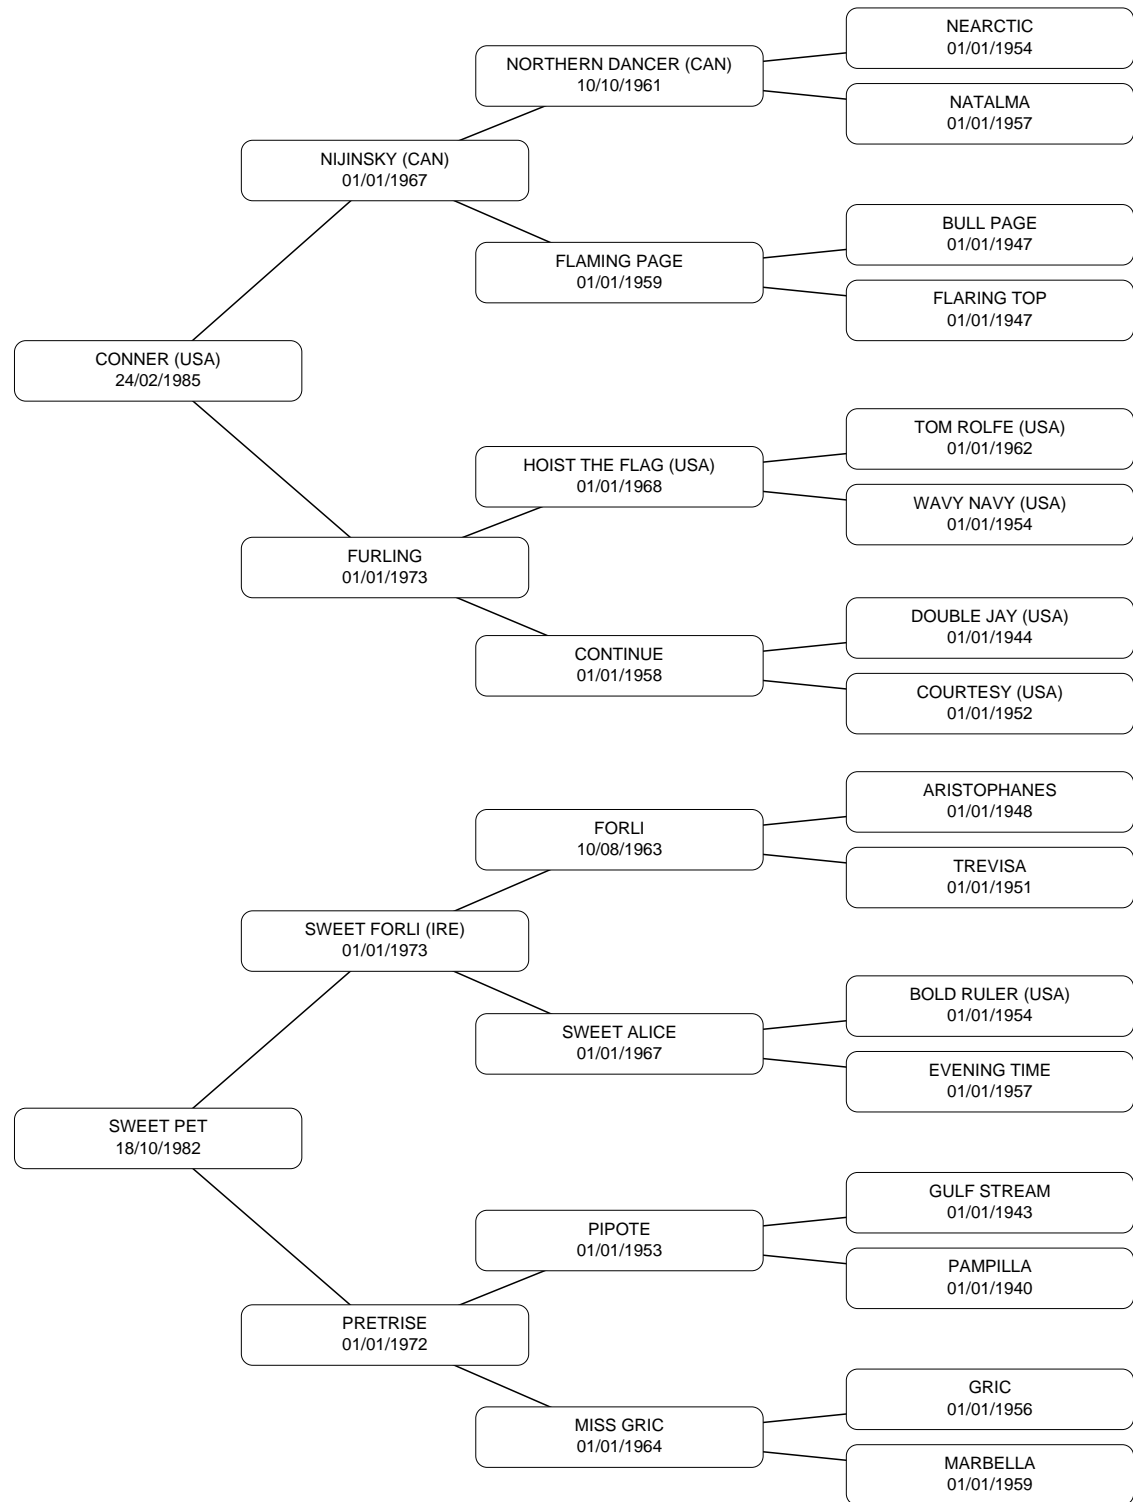 NEARCTIC
01/01/1954
NORTHERN DANCER (CAN)
10/10/1961
NATALMA
01/01/1957
NIJINSKY (CAN)
01/01/1967
BULL PAGE
01/01/1947
FLAMING PAGE
01/01/1959
FLARING TOP
01/01/1947
CONNER (USA)
24/02/1985
TOM ROLFE (USA)
01/01/1962
HOIST THE FLAG (USA)
01/01/1968
WAVY NAVY (USA)
01/01/1954
FURLING
01/01/1973
DOUBLE JAY (USA)
01/01/1944
CONTINUE
01/01/1958
COURTESY (USA)
01/01/1952
ARISTOPHANES
01/01/1948
FORLI
10/08/1963
TREVISA
01/01/1951
SWEET FORLI (IRE)
01/01/1973
BOLD RULER (USA)
01/01/1954
SWEET ALICE
01/01/1967
EVENING TIME
01/01/1957
SWEET PET
18/10/1982
GULF STREAM
01/01/1943
PIPOTE
01/01/1953
PAMPILLA
01/01/1940
PRETRISE
01/01/1972
GRIC
01/01/1956
MISS GRIC
01/01/1964
MARBELLA
01/01/1959